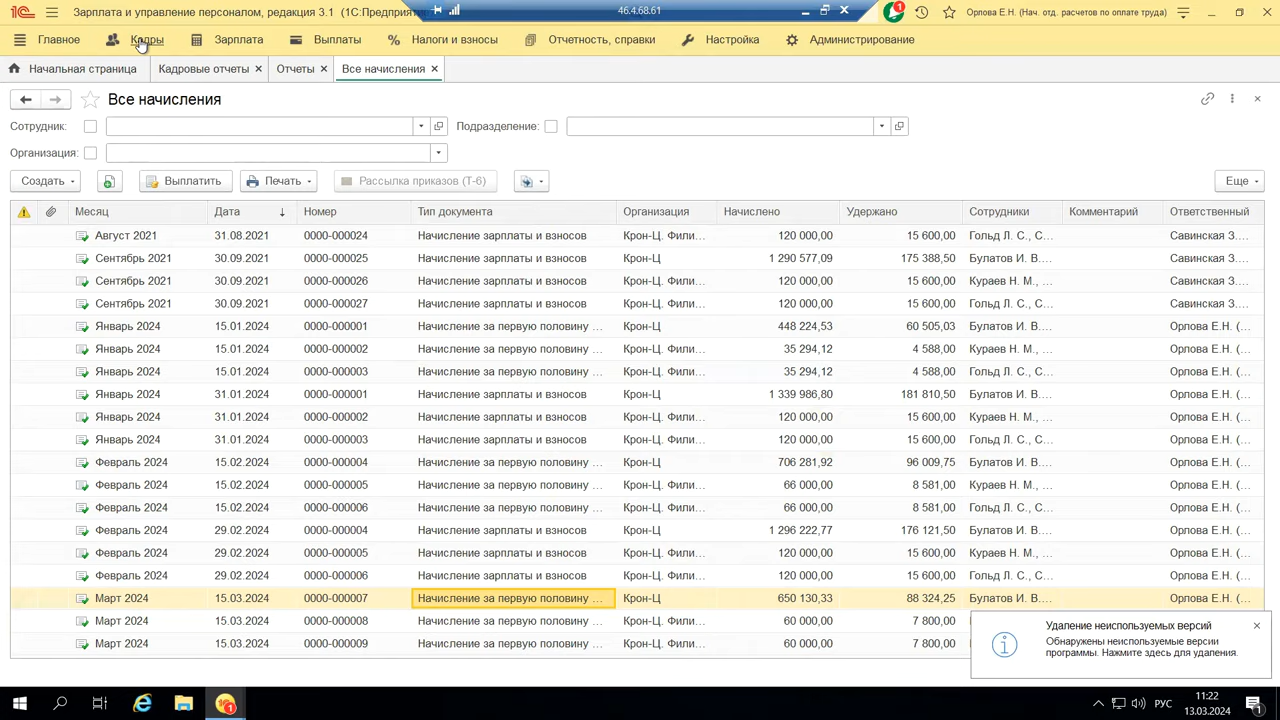 Зарплата и управление персоналом, редакция 3.1 (1С:Предприятие
46.4.68.61
1
Орлова Е.Н. (Нач. отд. расчетов по оплате труда)
Главное Кадры Зарплата Выплаты Налоги и взносы Отчетность, справки Настройка Администрирование
Начальная страница Кадровые отчеты Отчеты Все начисления
Все начисления
Сотрудник: Подразделение:
Организация:
Создать Выплатить Печать Рассылка приказов (Т-6) Еще
Месяц Дата Номер Тип документа Организация Начислено Удержано Сотрудники Комментарий Ответственный
Август 2021 31.08.2021 0000-000024 Начисление зарплаты и взносов Крон-Ц. Фили... 120 000,00 15 600,00 Гольд Л. С., С... Савинская З....
Сентябрь 2021 30.09.2021 0000-000025 Начисление зарплаты и взносов Крон-Ц 1 290 577,09 175 388,50 Булатов И. В.... Савинская З....
Сентябрь 2021 30.09.2021 0000-000026 Начисление зарплаты и взносов Крон-Ц. Фили... 120 000,00 15 600,00 Кураев Н. М., ... Савинская З....
Сентябрь 2021 30.09.2021 0000-000027 Начисление зарплаты и взносов Крон-Ц. Фили... 120 000,00 15 600,00 Гольд Л. С., С... Савинская З....
Январь 2024 15.01.2024 0000-000001 Начисление за первую половину ... Крон-Ц 448 224,53 60 505,03 Булатов И. В.... Орлова Е.Н. (...
Январь 2024 15.01.2024 0000-000002 Начисление за первую половину ... Крон-Ц. Фили... 35 294,12 4 588,00 Кураев Н. М., ... Орлова Е.Н. (...
Январь 2024 15.01.2024 0000-000003 Начисление за первую половину ... Крон-Ц. Фили... 35 294,12 4 588,00 Гольд Л. С., С... Орлова Е.Н. (...
Январь 2024 31.01.2024 0000-000001 Начисление зарплаты и взносов Крон-Ц 1 339 986,80 181 810,50 Булатов И. В.... Орлова Е.Н. (...
Январь 2024 31.01.2024 0000-000002 Начисление зарплаты и взносов Крон-Ц. Фили... 120 000,00 15 600,00 Кураев Н. М., ... Орлова Е.Н. (...
Январь 2024 31.01.2024 0000-000003 Начисление зарплаты и взносов Крон-Ц. Фили... 120 000,00 15 600,00 Гольд Л. С., С... Орлова Е.Н. (...
Февраль 2024 15.02.2024 0000-000004 Начисление за первую половину ... Крон-Ц 706 281,92 96 009,75 Булатов И. В.... Орлова Е.Н. (...
Февраль 2024 15.02.2024 0000-000005 Начисление за первую половину ... Крон-Ц. Фили... 66 000,00 8 581,00 Кураев Н. М., ... Орлова Е.Н. (...
Февраль 2024 15.02.2024 0000-000006 Начисление за первую половину ... Крон-Ц. Фили... 66 000,00 8 581,00 Гольд Л. С., С... Орлова Е.Н. (...
Февраль 2024 29.02.2024 0000-000004 Начисление зарплаты и взносов Крон-Ц 1 296 222,77 176 121,50 Булатов И. В.... Орлова Е.Н. (...
Февраль 2024 29.02.2024 0000-000005 Начисление зарплаты и взносов Крон-Ц. Фили... 120 000,00 15 600,00 Кураев Н. М., ... Орлова Е.Н. (...
Февраль 2024 29.02.2024 0000-000006 Начисление зарплаты и взносов Крон-Ц. Фили... 120 000,00 15 600,00 Гольд Л. С., С... Орлова Е.Н. (...
Март 2024 15.03.2024 0000-000007 Начисление за первую половину ... Крон-Ц 650 130,33 88 324,25 Булатов И. В.... Орлова Е.Н. (...
Март 2024 15.03.2024 0000-000008 Начисление за первую половину ... Крон-Ц. Фили... 60 000,00 7 800,00
Март 2024 15.03.2024 0000-000009 Начисление за первую половину ... Крон-Ц. Фили... 60 000,00 7 800,00
Удаление неиспользуемых версий
Обнаружены неиспользуемые версии
программы. Нажмите здесь для удаления.
РУС
11:22
13.03.2024
1
1